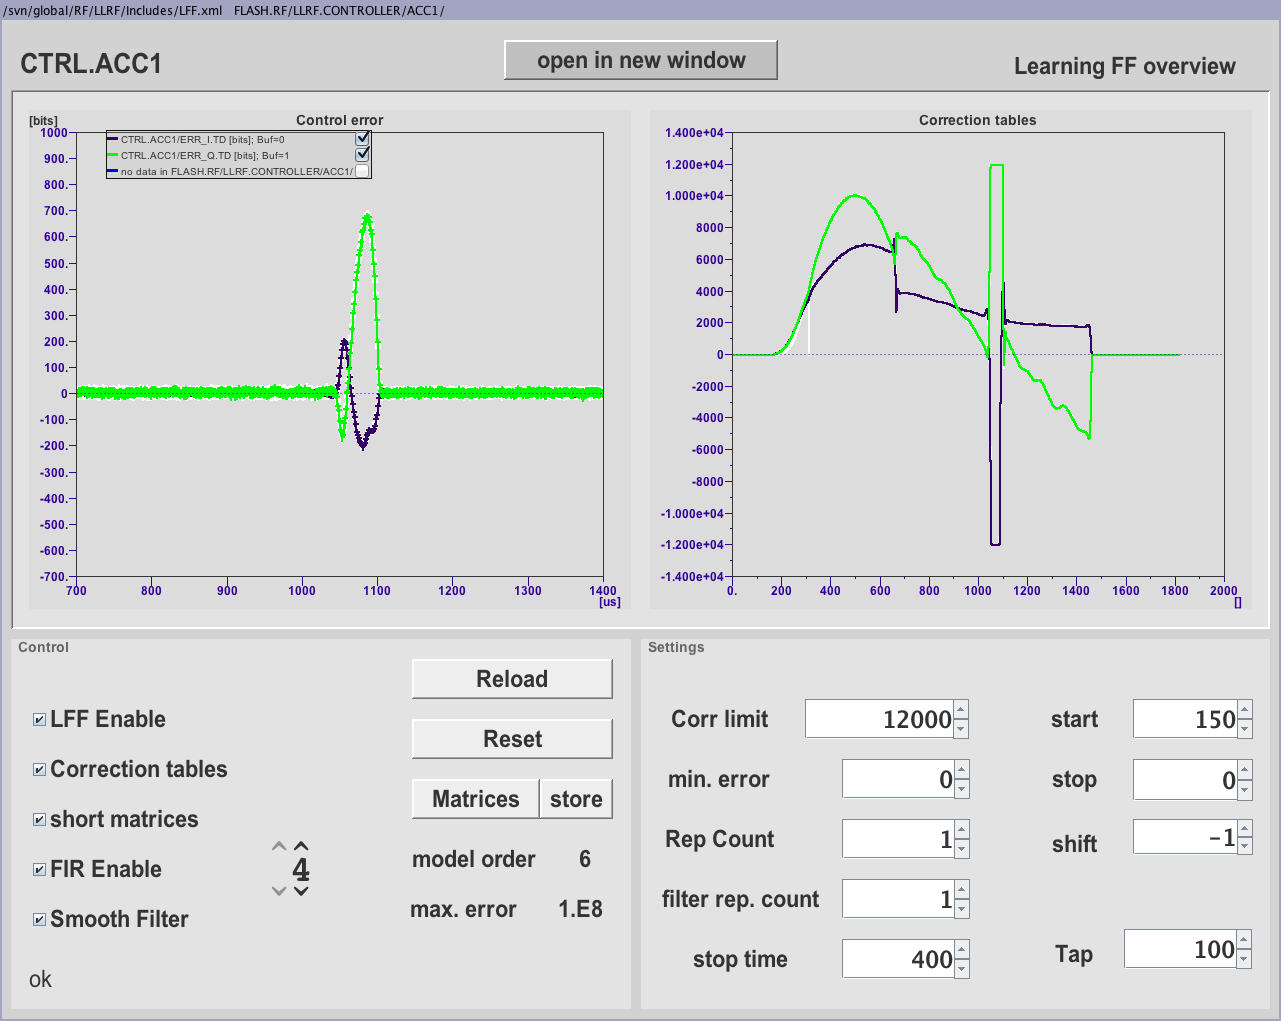 /svn/global/RF/LLRF/Includes/LFF.xml   FLASH.RF/LLRF.CONTROLLER/ACC1/
CTRL.ACC1
open in new window
Learning FF overview
[bits]
Control error
CTRL.ACC1/ERR_I.TD [bits]; Buf=0
CTRL.ACC1/ERR_Q.TD [bits]; Buf=1
no data in FLASH.RF/LLRF.CONTROLLER/ACC1/
1000
900.
800.
700.
600.
500.
400.
300.
200.
100.
0
-100.
-200.
-300.
-400.
-500.
-600.
-700.
700 800 900 1000 1100 1200 1300 1400
[us]
Correction tables
1.400e+04
1.200e+04
1.000e+04
8000
6000
4000
2000
0
-2000
-4000
-6000
-8000
-1.000e+04
-1.200e+04
-1.400e+04
0. 200 400 600 800 1000 1200 1400 1600 1800 2000
[]
Control
LFF Enable
Correction tables
short matrices
FIR Enable
4
Smooth Filter
ok
Reload
Reset
Matrices store
model order 6
max. error 1.E8
Settings
Corr limit 12000
min. error 0
Rep Count 1
filter rep. count 1
stop time 400
start 150
stop 0
shift -1
Tap 100